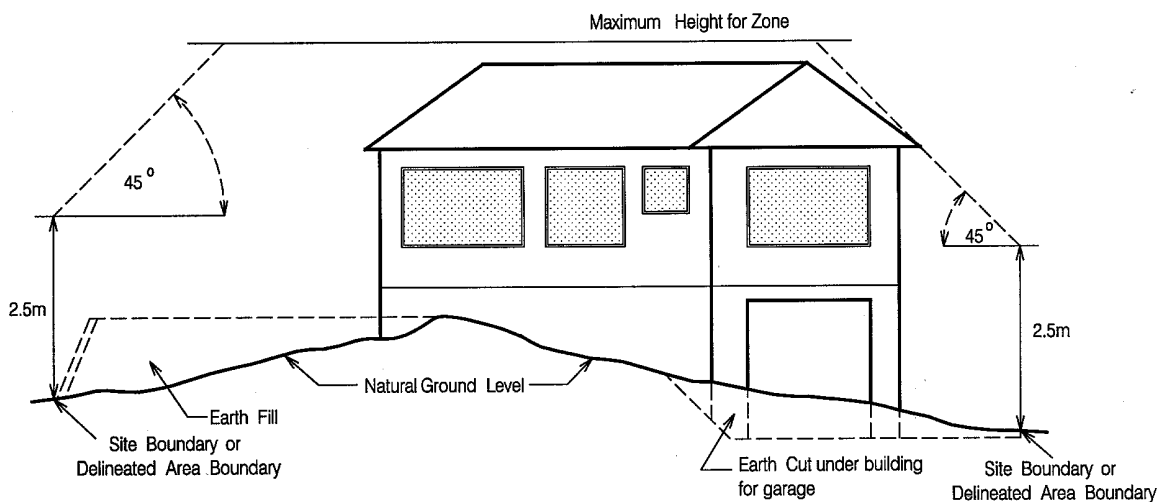 Maximum Height for Zone
45°
45°
2.5m
2.5m
Natural Ground Level
Earth Fill
Site Boundary or
Delineated Area Boundary
Earth Cut under building
for garage
Site Boundary or
Delineated Area Boundary